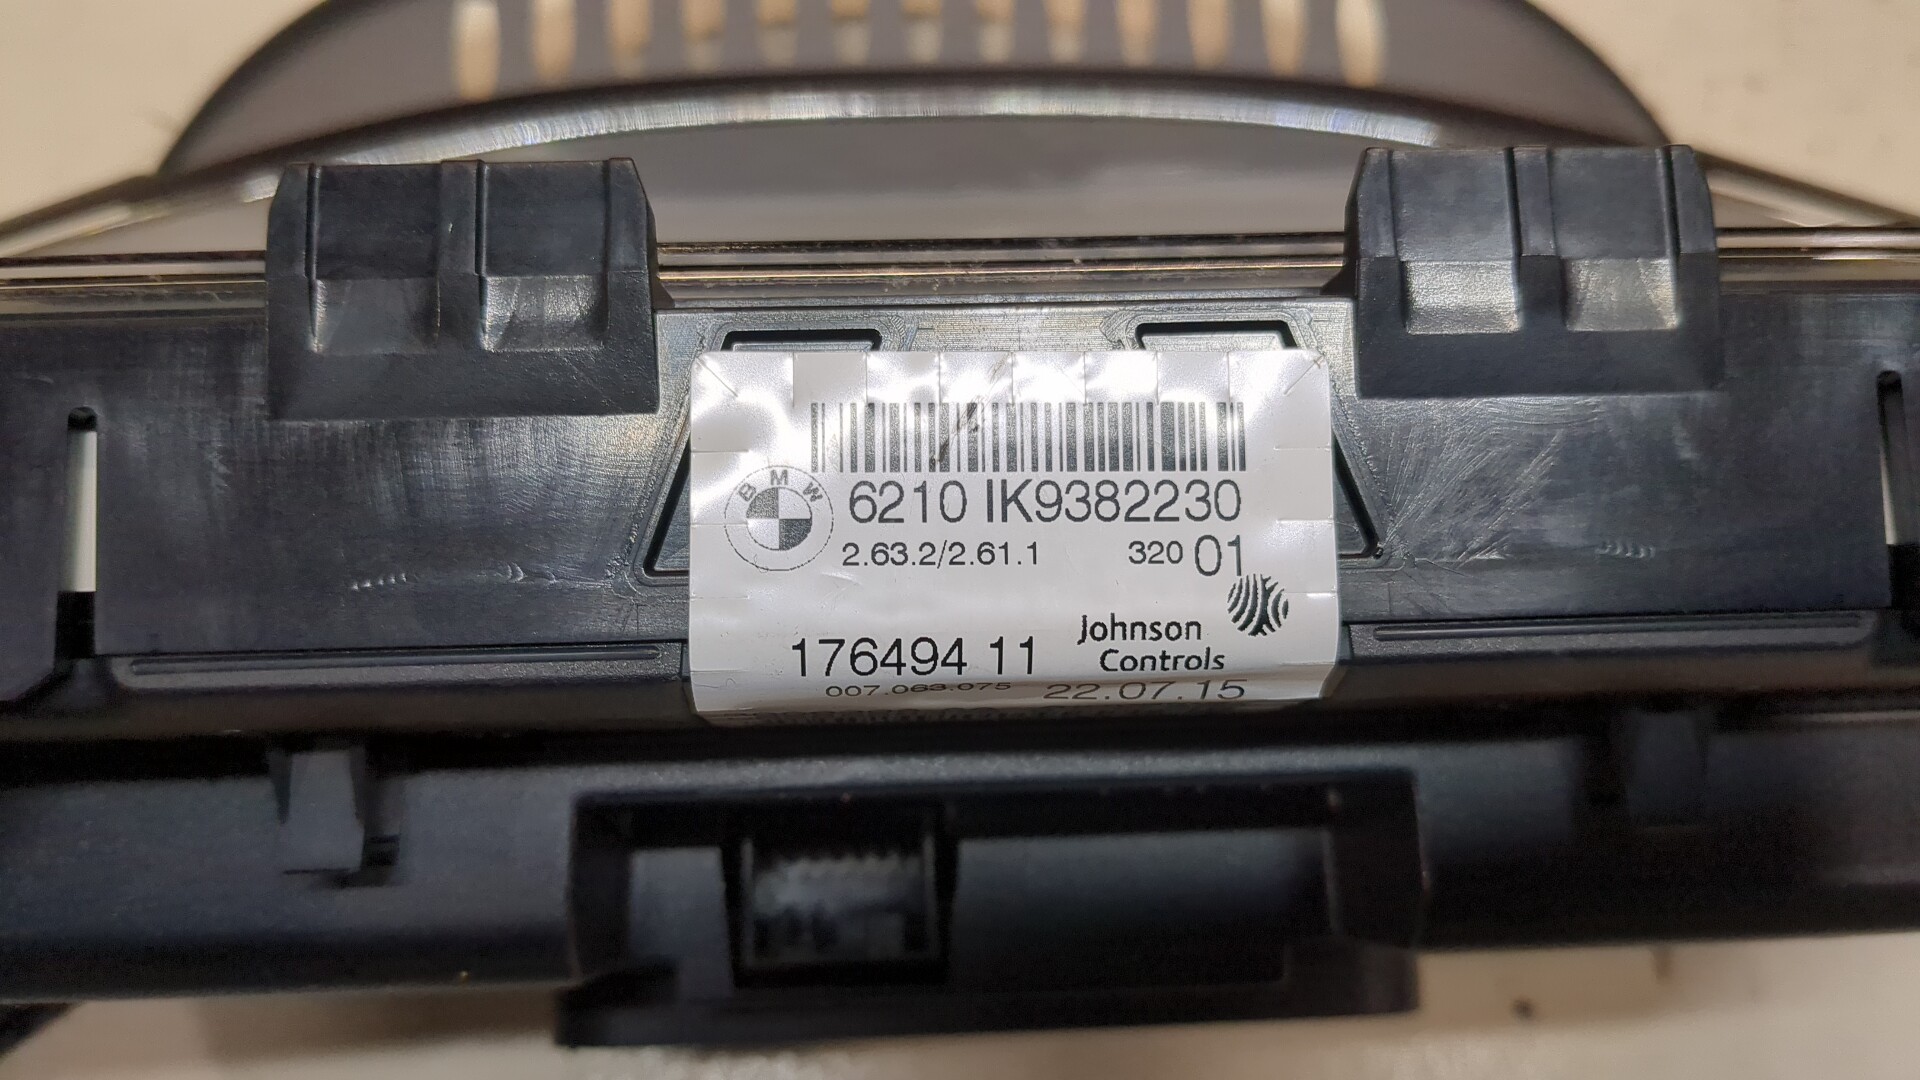 BMW
6210 IK9382230
2.63.2/2.61.1 320 01
Johnson
Controls
176494 11
007.063.075 22.07.15